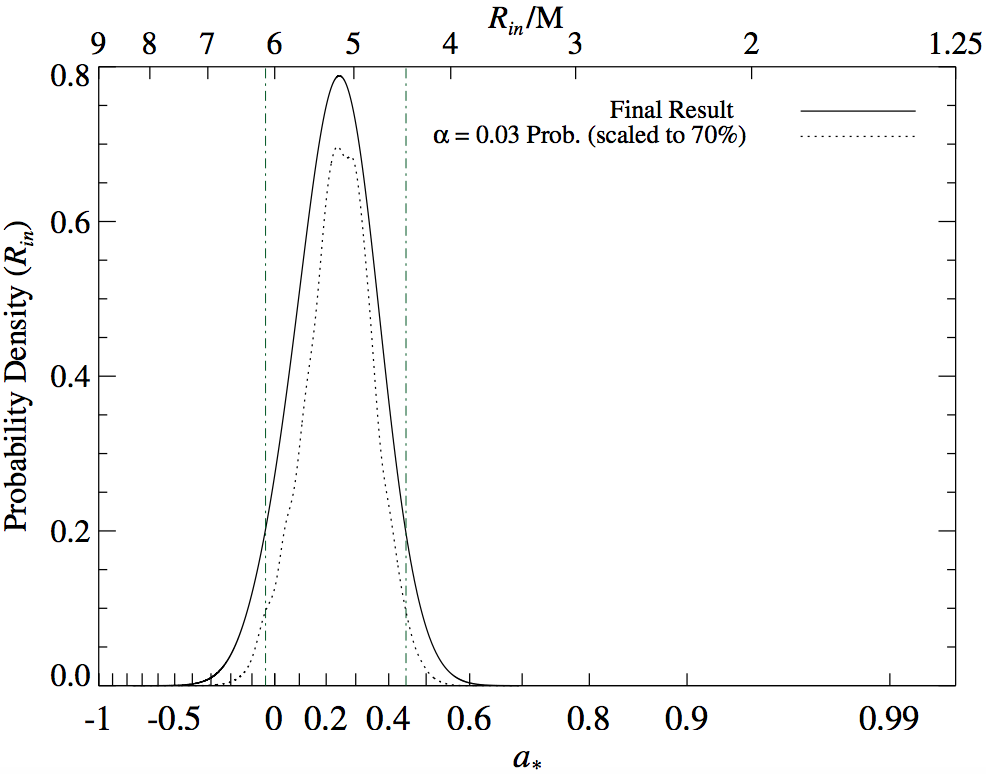 R_in/M
9 8 7 6 5 4 3 2 1.25
0.8
Final Result
α = 0.03 Prob. (scaled to 70%)
0.6
Probability Density (R_in)
0.4
0.2
0.0
-1 -0.5 0 0.2 0.4 0.6 0.8 0.9 0.99
a*